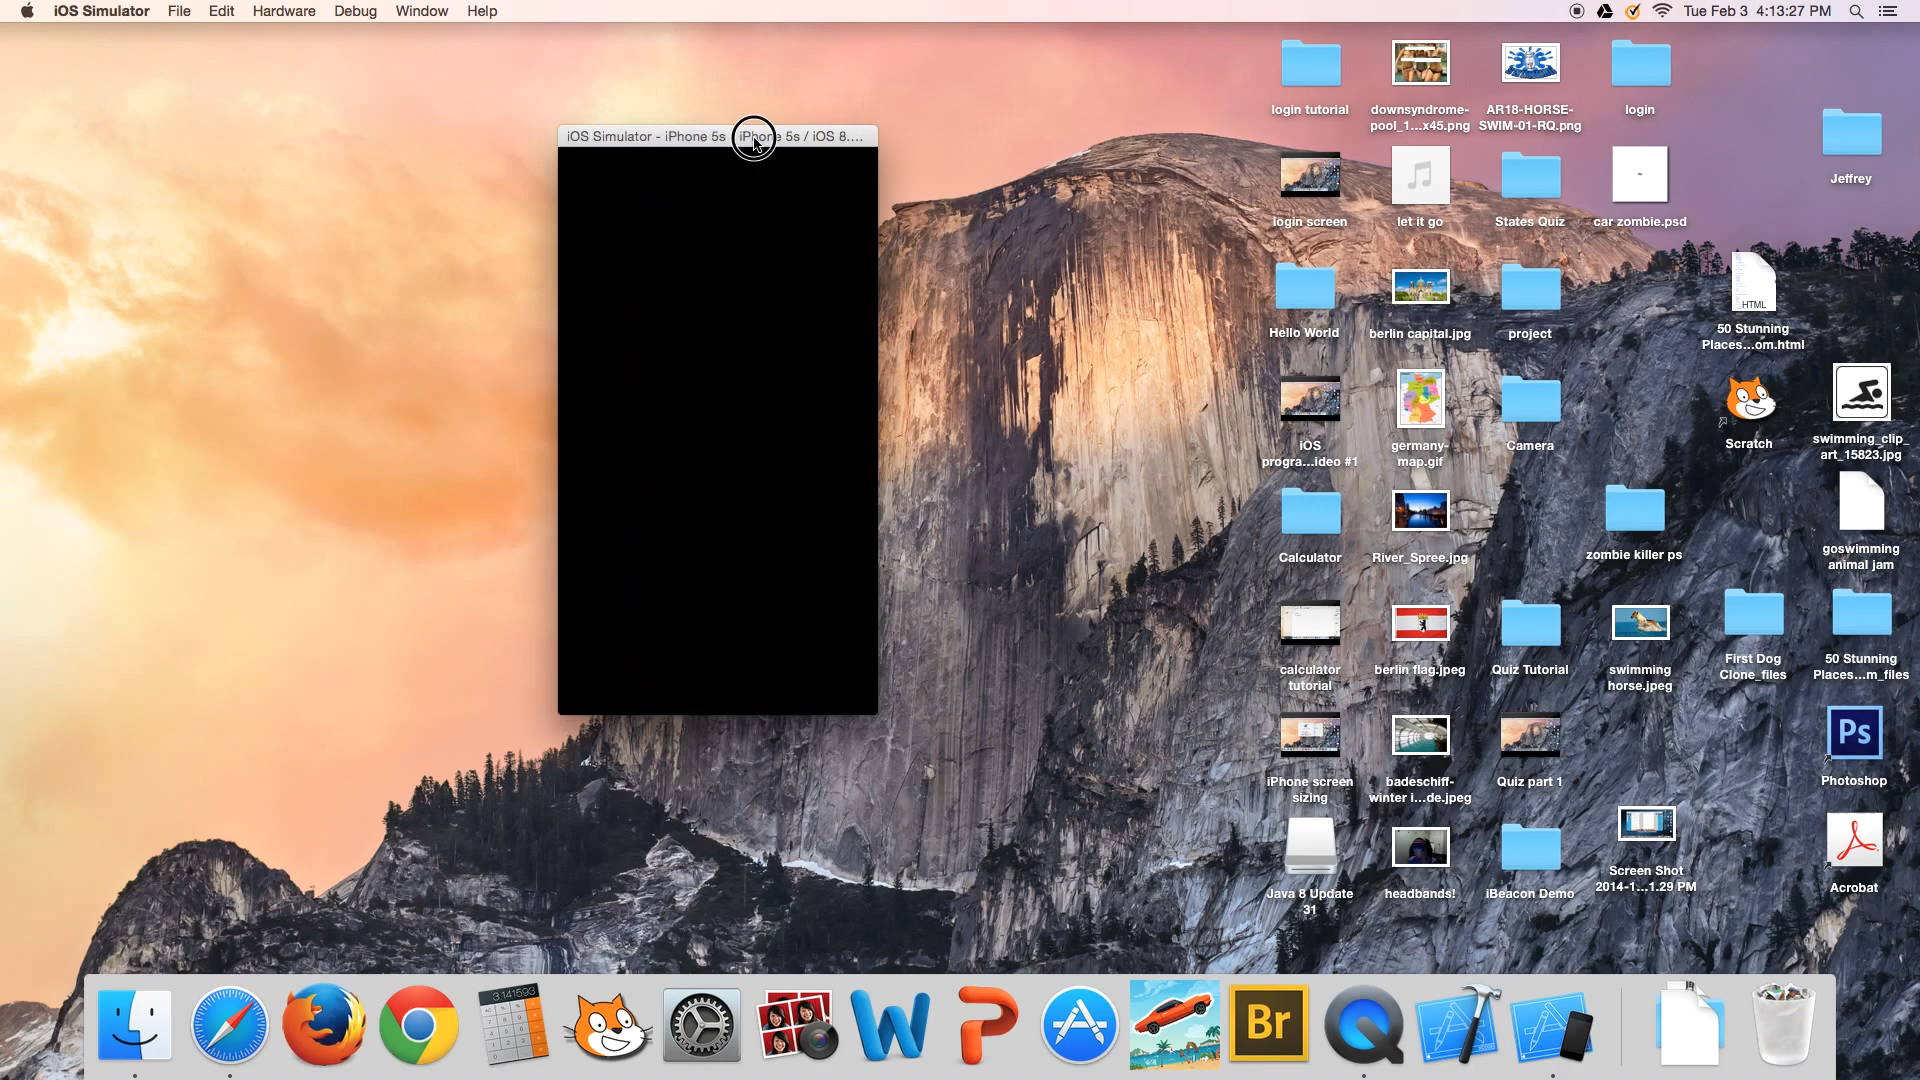 iOS Simulator File Edit Hardware Debug Window Help
Tue Feb 3 4:13:27 PM
iOS Simulator - iPhone 5s / iPhone 5s / iOS 8....
login tutorial
downsyndrome-
pool_1...x45.png
AR18-HORSE-
SWIM-01-RQ.png
login
Jeffrey
login screen
let it go
States Quiz
car zombie.psd
Hello World
berlin capital.jpg
project
HTML
50 Stunning
Places...om.html
iOS
progra...ideo #1
germany-
map.gif
Camera
Scratch
swimming_clip_
art_15823.jpg
Calculator
River_Spree.jpg
zombie killer ps
goswimming
animal jam
calculator
tutorial
berlin flag.jpeg
Quiz Tutorial
swimming
horse.jpeg
First Dog
Clone_files
50 Stunning
Places...m_files
iPhone screen
sizing
badeschiff-
winter i...de.jpeg
Quiz part 1
Ps
Photoshop
Java 8 Update
31
headbands!
iBeacon Demo
Screen Shot
2014-1...1.29 PM
Acrobat
3.141593
Br